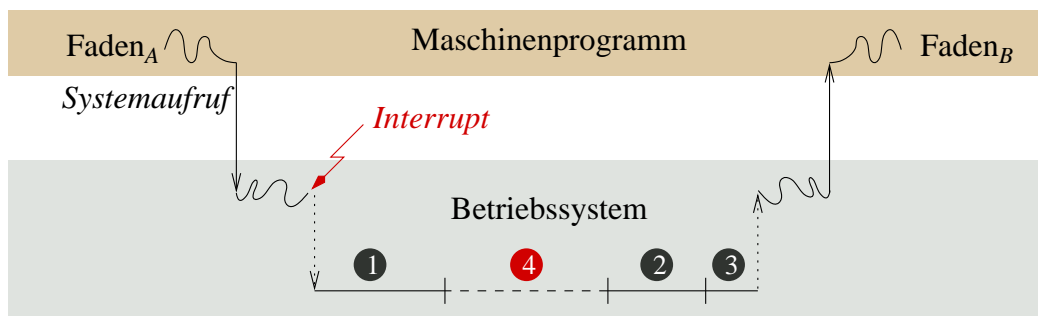 Faden_A Maschinenprogramm Faden_B
Systemaufruf
Interrupt
Betriebssystem
1 4 2 3